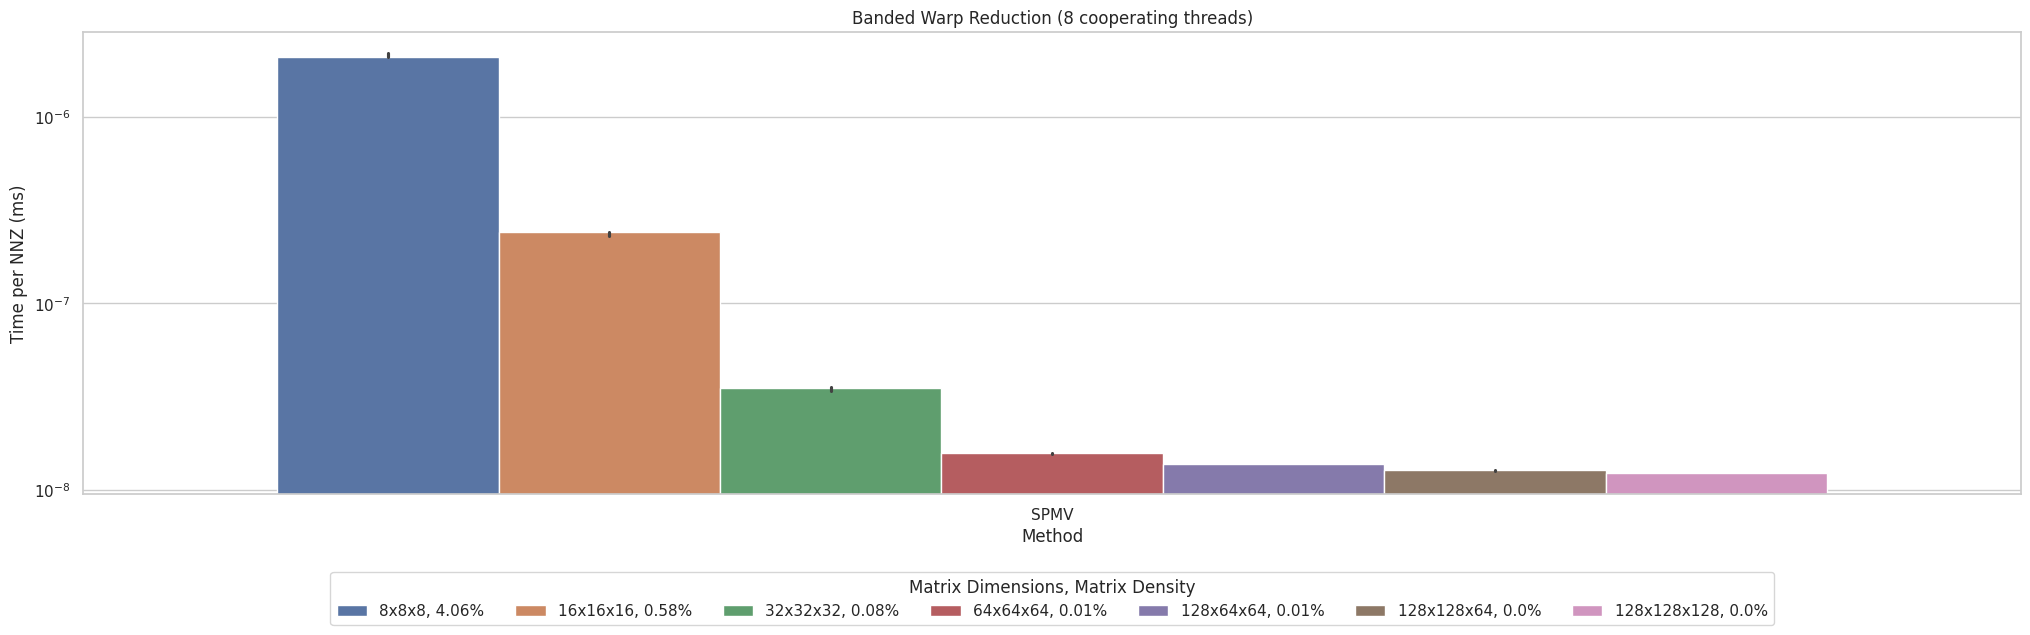 Banded Warp Reduction (8 cooperating threads)
Time per NNZ (ms)
10⁻⁶
10⁻⁷
10⁻⁸
SPMV
Method
Matrix Dimensions, Matrix Density
8x8x8, 4.06% 16x16x16, 0.58% 32x32x32, 0.08% 64x64x64, 0.01% 128x64x64, 0.01% 128x128x64, 0.0% 128x128x128, 0.0%